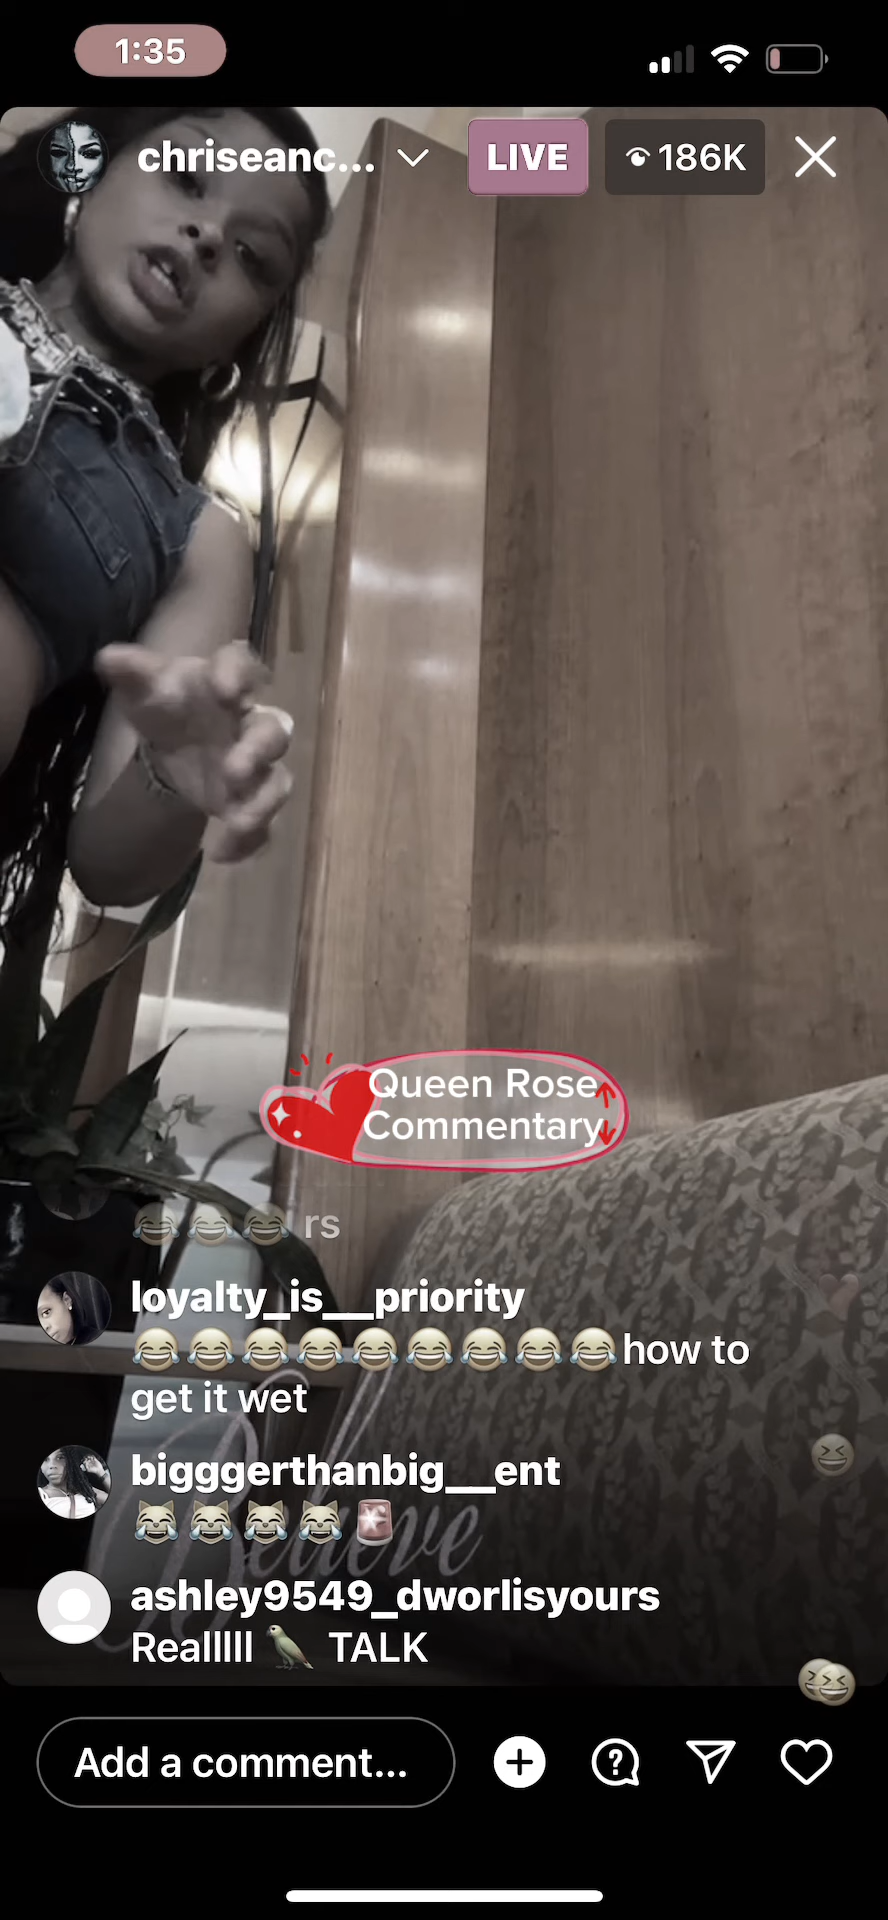 1:35
chriseanc...
LIVE
186K
Queen Rose
Commentary
😂😂😂 rs
loyalty_is__priority
😂😂😂😂😂😂😂😂😂how to
get it wet
bigggerthanbig__ent
😹😹😹😹🚨
Believe
ashley9549_dworlisyours
Reallllll 🦜 TALK
Add a comment...